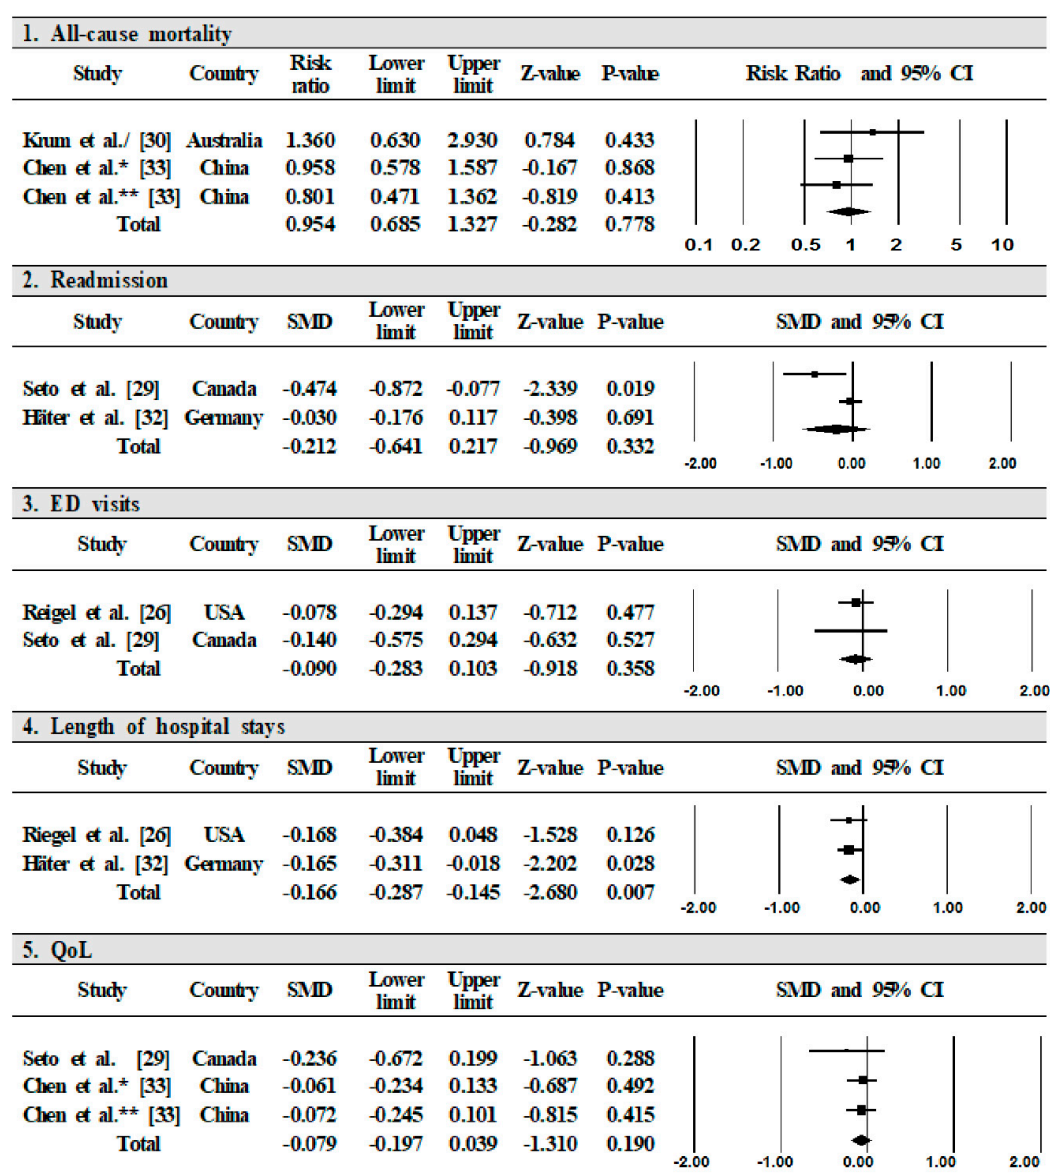 1. All-cause mortality
Study Country Risk ratio Lower limit Upper limit Z-value P-value Risk Ratio and 95% CI
Krum et al./ [30] Australia 1.360 0.630 2.930 0.784 0.433
Chen et al.* [33] China 0.958 0.578 1.587 -0.167 0.868
Chen et al.** [33] China 0.801 0.471 1.362 -0.819 0.413
Total 0.954 0.685 1.327 -0.282 0.778
0.1 0.2 0.5 1 2 5 10
2. Readmission
Study Country SMD Lower limit Upper limit Z-value P-value SMD and 95% CI
Seto et al. [29] Canada -0.474 -0.872 -0.077 -2.339 0.019
Häter et al. [32] Germany -0.030 -0.176 0.117 -0.398 0.691
Total -0.212 -0.641 0.217 -0.969 0.332
-2.00 -1.00 0.00 1.00 2.00
3. ED visits
Study Country SMD Lower limit Upper limit Z-value P-value SMD and 95% CI
Reigel et al. [26] USA -0.078 -0.294 0.137 -0.712 0.477
Seto et al. [29] Canada -0.140 -0.575 0.294 -0.632 0.527
Total -0.090 -0.283 0.103 -0.918 0.358
-2.00 -1.00 0.00 1.00 2.00
4. Length of hospital stays
Study Country SMD Lower limit Upper limit Z-value P-value SMD and 95% CI
Riegel et al. [26] USA -0.168 -0.384 0.048 -1.528 0.126
Häter et al. [32] Germany -0.165 -0.311 -0.018 -2.202 0.028
Total -0.166 -0.287 -0.145 -2.680 0.007
-2.00 -1.00 0.00 1.00 2.00
5. QoL
Study Country SMD Lower limit Upper limit Z-value P-value SMD and 95% CI
Seto et al. [29] Canada -0.236 -0.672 0.199 -1.063 0.288
Chen et al.* [33] China -0.061 -0.234 0.133 -0.687 0.492
Chen et al.** [33] China -0.072 -0.245 0.101 -0.815 0.415
Total -0.079 -0.197 0.039 -1.310 0.190
-2.00 -1.00 0.00 1.00 2.00